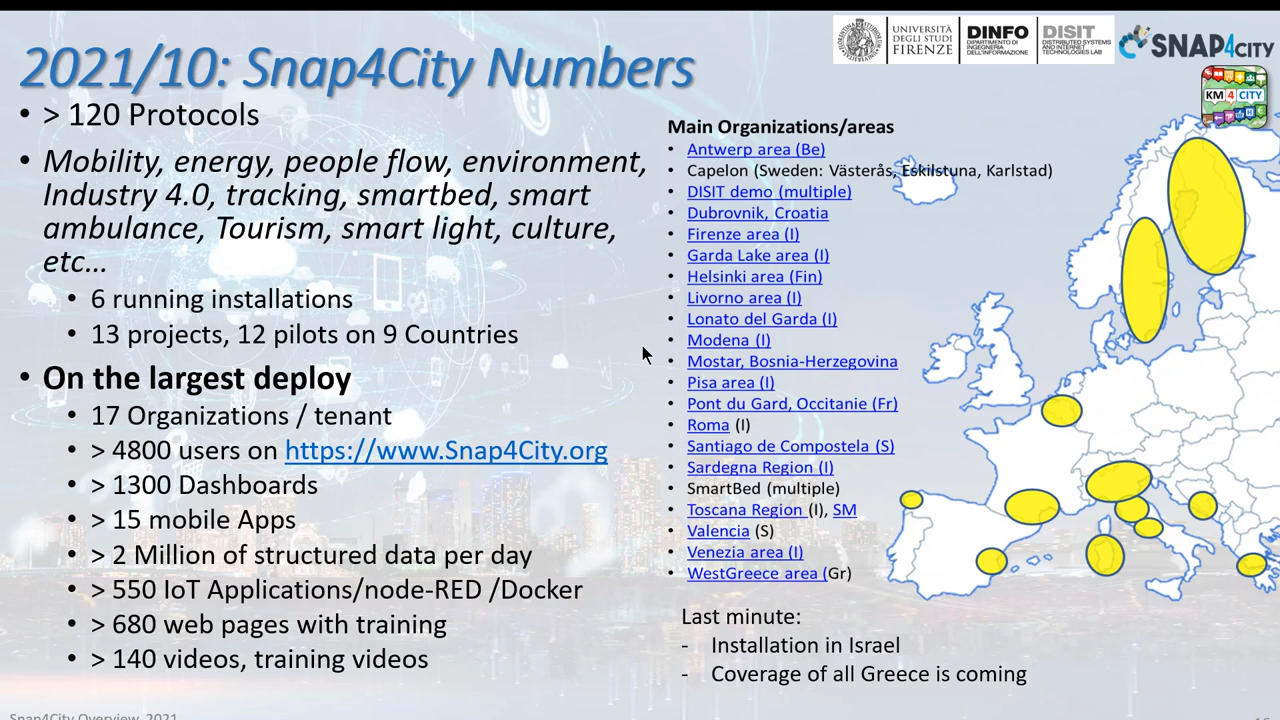 2021/10: Snap4City Numbers
UNIVERSITÀ
DEGLI STUDI
FIRENZE
DINFO
DIPARTIMENTO DI
INGEGNERIA
DELL'INFORMAZIONE
DISIT
DISTRIBUTED SYSTEMS
AND INTERNET
TECHNOLOGIES LAB
SNAP4CITY
KM 4 CITY
• > 120 Protocols
• Mobility, energy, people flow, environment,
Industry 4.0, tracking, smartbed, smart
ambulance, Tourism, smart light, culture,
etc...
• 6 running installations
• 13 projects, 12 pilots on 9 Countries
• On the largest deploy
• 17 Organizations / tenant
• > 4800 users on https://www.Snap4City.org
• > 1300 Dashboards
• > 15 mobile Apps
• > 2 Million of structured data per day
• > 550 IoT Applications/node-RED /Docker
• > 680 web pages with training
• > 140 videos, training videos
Main Organizations/areas
• Antwerp area (Be)
• Capelon (Sweden: Västerås, Eskilstuna, Karlstad)
• DISIT demo (multiple)
• Dubrovnik, Croatia
• Firenze area (I)
• Garda Lake area (I)
• Helsinki area (Fin)
• Livorno area (I)
• Lonato del Garda (I)
• Modena (I)
• Mostar, Bosnia-Herzegovina
• Pisa area (I)
• Pont du Gard, Occitanie (Fr)
• Roma (I)
• Santiago de Compostela (S)
• Sardegna Region (I)
• SmartBed (multiple)
• Toscana Region (I), SM
• Valencia (S)
• Venezia area (I)
• WestGreece area (Gr)
Last minute:
- Installation in Israel
- Coverage of all Greece is coming
Snap4City Overview, 2021